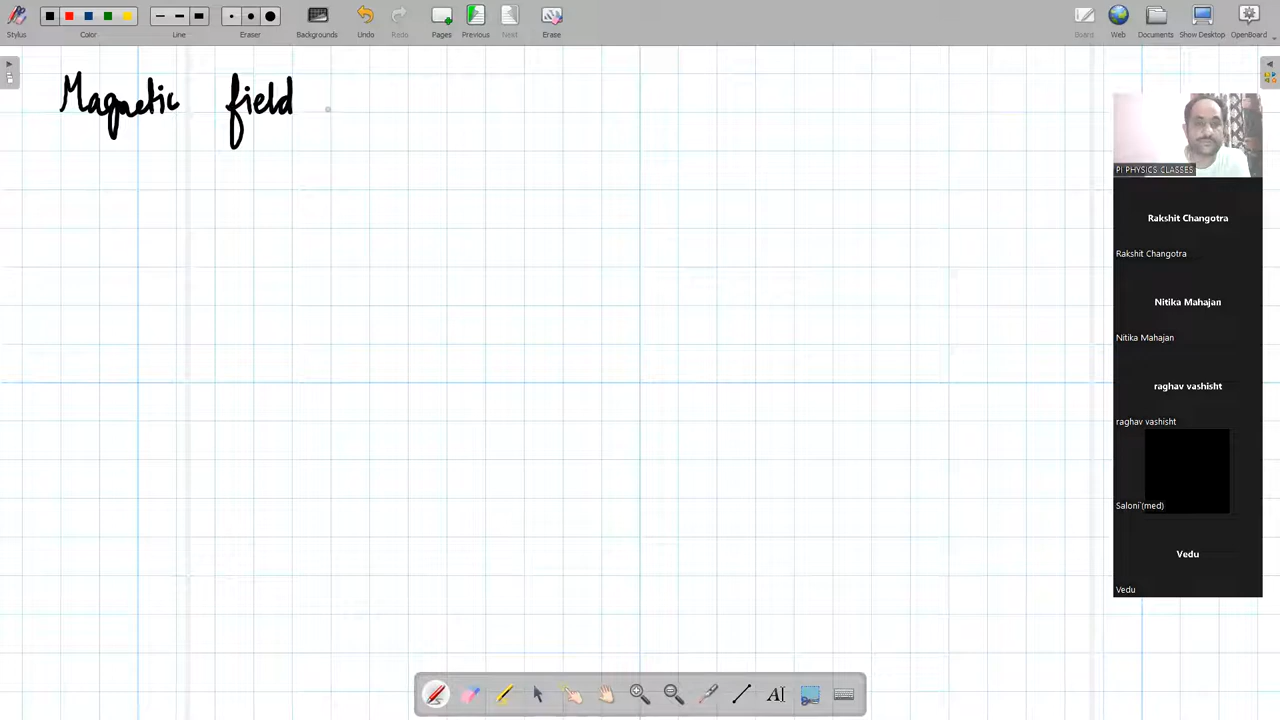 Stylus
Color
Line
Eraser
Backgrounds
Undo
Redo
Pages
Previous
Next
Erase
Board
Web
Documents
Show Desktop
OpenBoard
Magnetic field
PI PHYSICS CLASSES
Rakshit Changotra
Rakshit Changotra
Nitika Mahajan
Nitika Mahajan
raghav vashisht
raghav vashisht
Saloni (med)
Vedu
Vedu